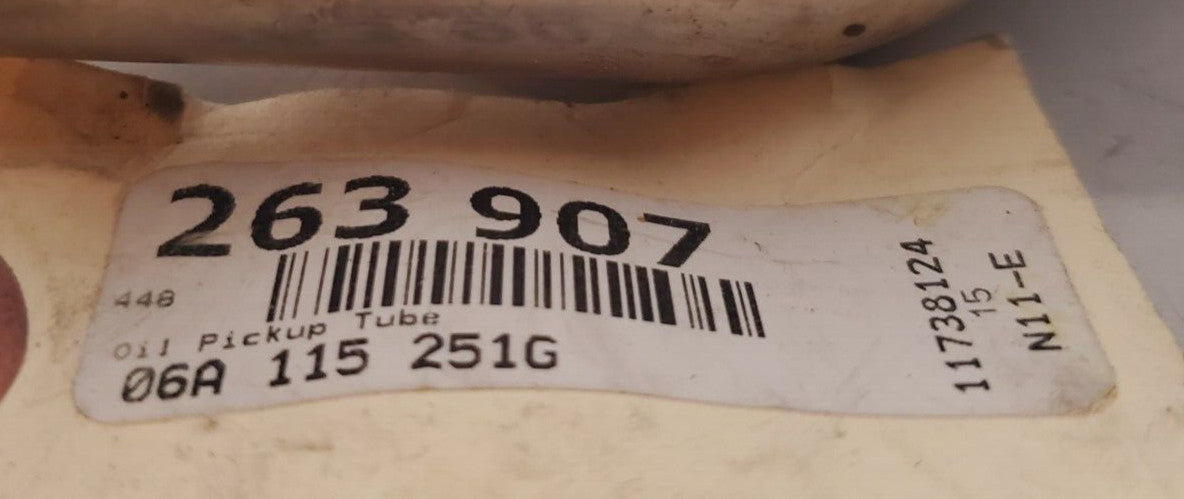 263 907
448
Oil Pickup Tube
06A 115 251G
11738124
15
N11-E